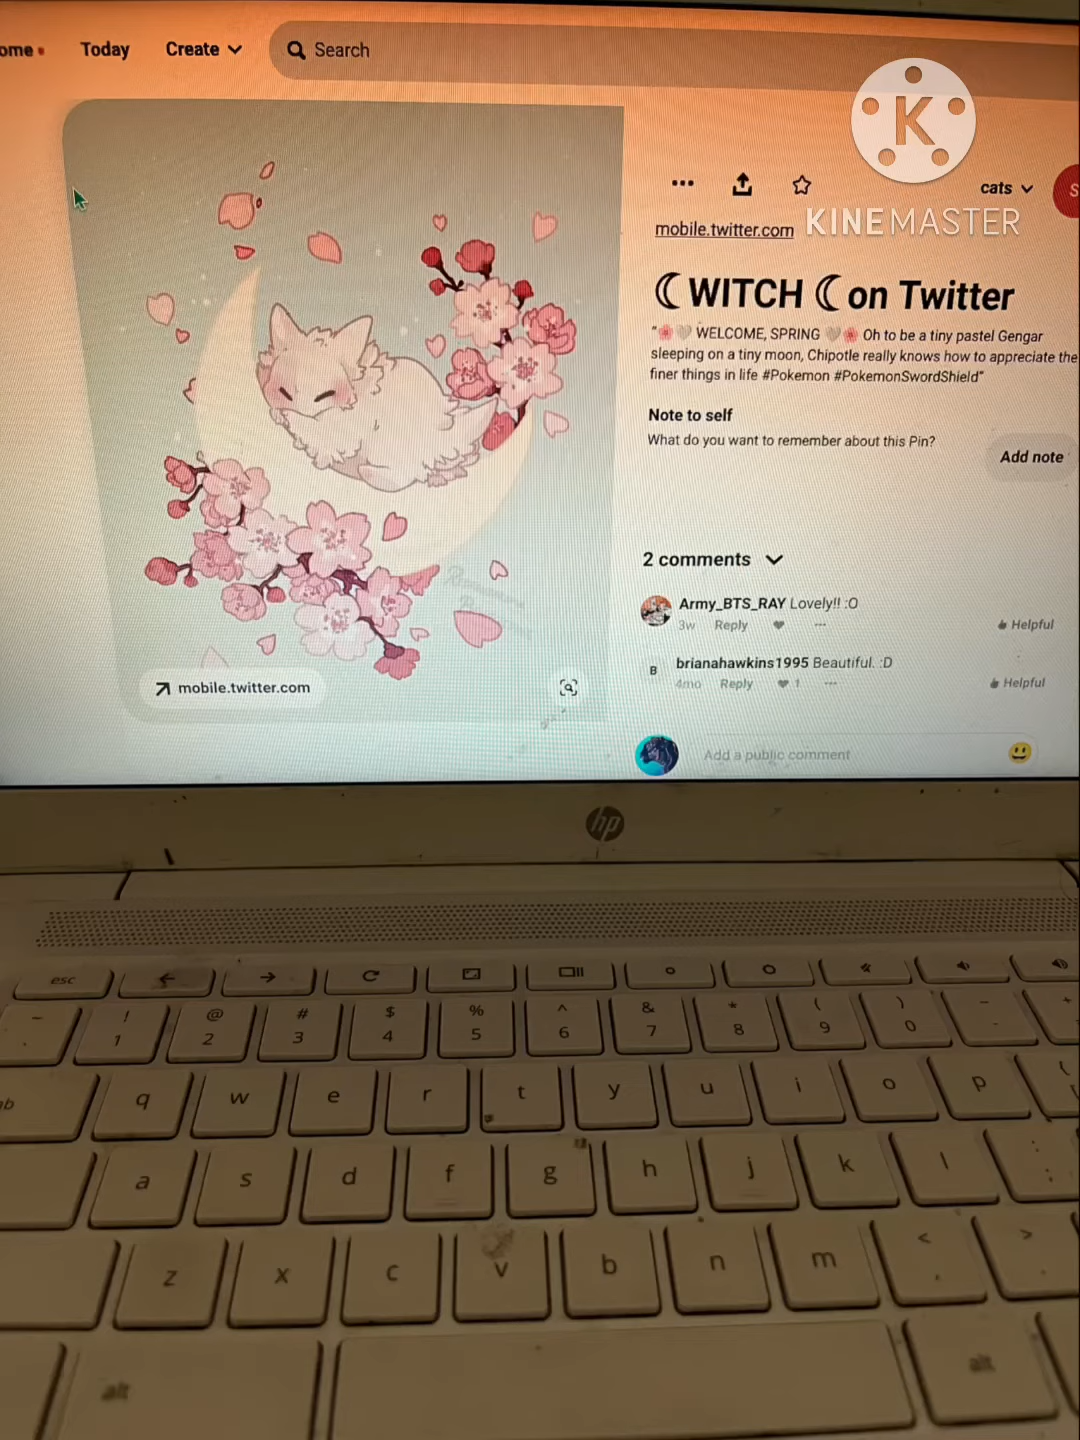 ome
Today
Create
Search
K
KINEMASTER
cats
S
mobile.twitter.com
☾WITCH ☾on Twitter
"🌸🤍 WELCOME, SPRING 🤍🌸 Oh to be a tiny pastel Gengar
sleeping on a tiny moon, Chipotle really knows how to appreciate the
finer things in life #Pokemon #PokemonSwordShield"
Note to self
What do you want to remember about this Pin?
Add note
2 comments
Army_BTS_RAY Lovely!! :O
3w Reply ... Helpful
B
brianahawkins1995 Beautiful. :D
4mo Reply 1 ... Helpful
Add a public comment
mobile.twitter.com
hp
esc
! @ # $ % ^ & * ( ) - +
1 2 3 4 5 6 7 8 9 0
ab q w e r t y u i o p
a s d f g h j k l : ;
z x c v b n m < , > .
alt alt